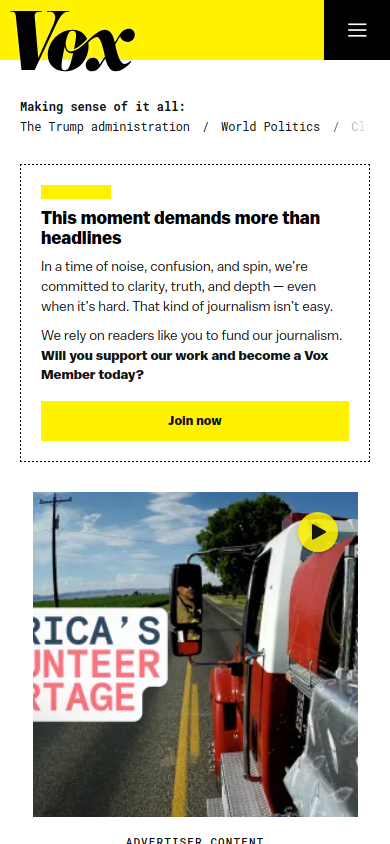 Vox
Making sense of it all:
The Trump administration / World Politics /
This moment demands more than
headlines
In a time of noise, confusion, and spin, we're
committed to clarity, truth, and depth — even
when it's hard. That kind of journalism isn't easy.
We rely on readers like you to fund our journalism.
Will you support our work and become a Vox
Member today?
Join now
RICA'S
UNTEER
RTAGE
ADVERTISER CONTENT